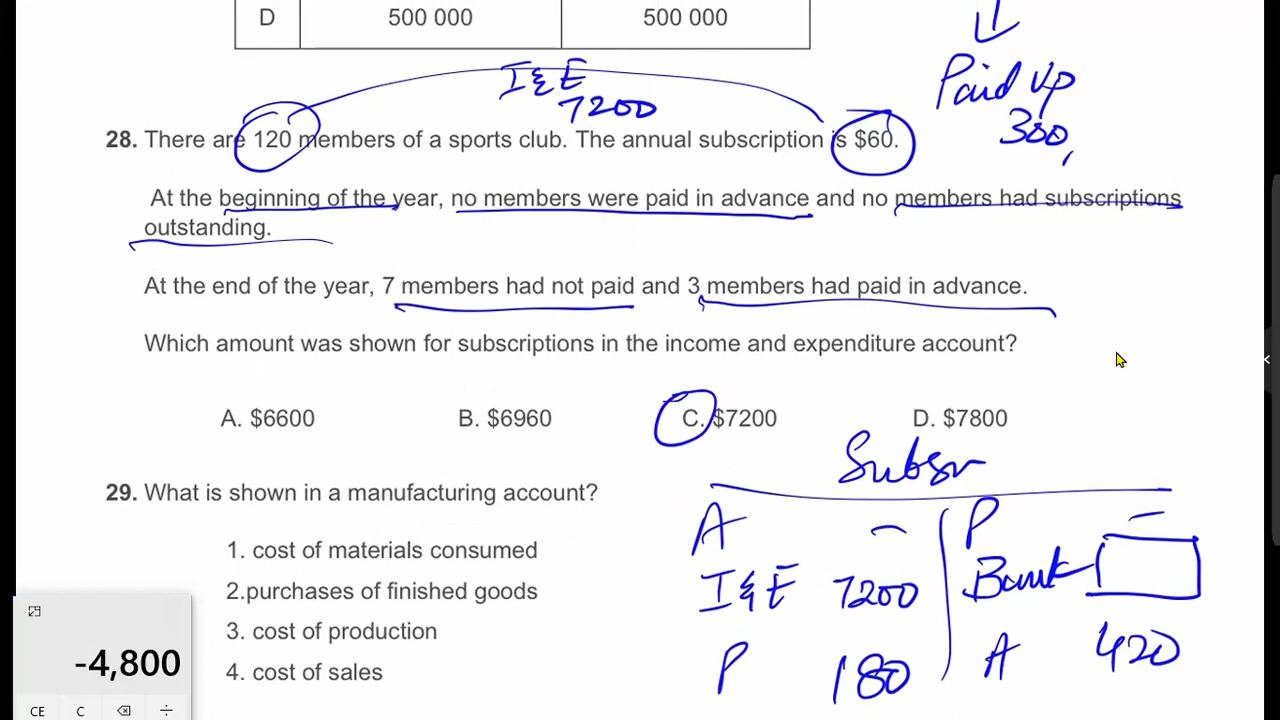 D 500 000 500 000
I & E
7200
Paid up
300,
28. There are 120 members of a sports club. The annual subscription is $60.
At the beginning of the year, no members were paid in advance and no members had subscriptions
outstanding.
At the end of the year, 7 members had not paid and 3 members had paid in advance.
Which amount was shown for subscriptions in the income and expenditure account?
A. $6600 B. $6960 C. $7200 D. $7800
Subsn
29. What is shown in a manufacturing account?
1. cost of materials consumed
2.purchases of finished goods
3. cost of production
4. cost of sales
A – P –
I & E 7200 Bank
P 180 A 420
-4,800
CE C ÷